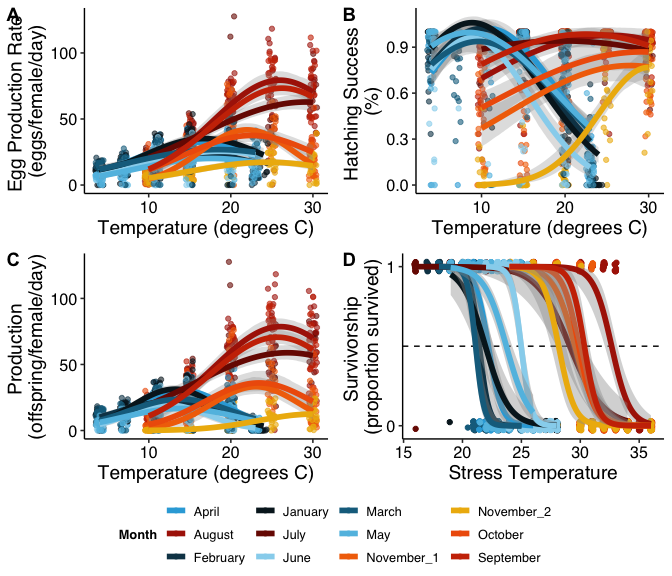 A
Egg Production Rate
(eggs/female/day)
100
50
0
10
20
30
Temperature (degrees C)
B
Hatching Success
(%)
0.9
0.6
0.3
0.0
10
20
30
Temperature (degrees C)
C
Production
(offspring/female/day)
100
50
0
10
20
30
Temperature (degrees C)
D
Survivorship
(proportion survived)
1
0
15
20
25
30
35
Stress Temperature
Month
April
January
March
November_2
August
July
May
October
February
June
November_1
September